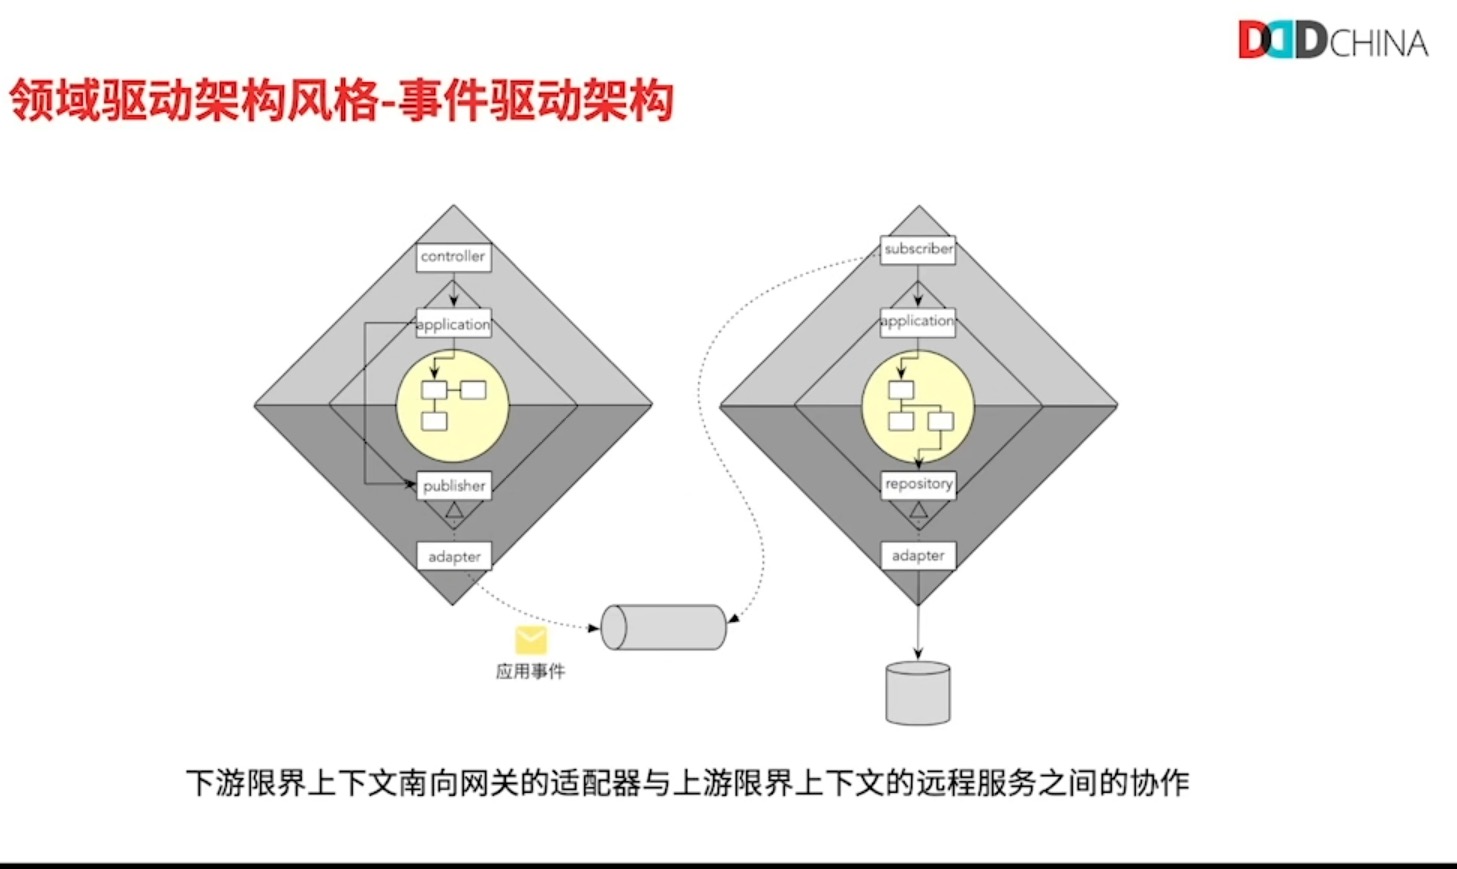 DDDCHINA
领域驱动架构风格-事件驱动架构
controller
application
publisher
adapter
subscriber
application
repository
adapter
应用事件
下游限界上下文南向网关的适配器与上游限界上下文的远程服务之间的协作